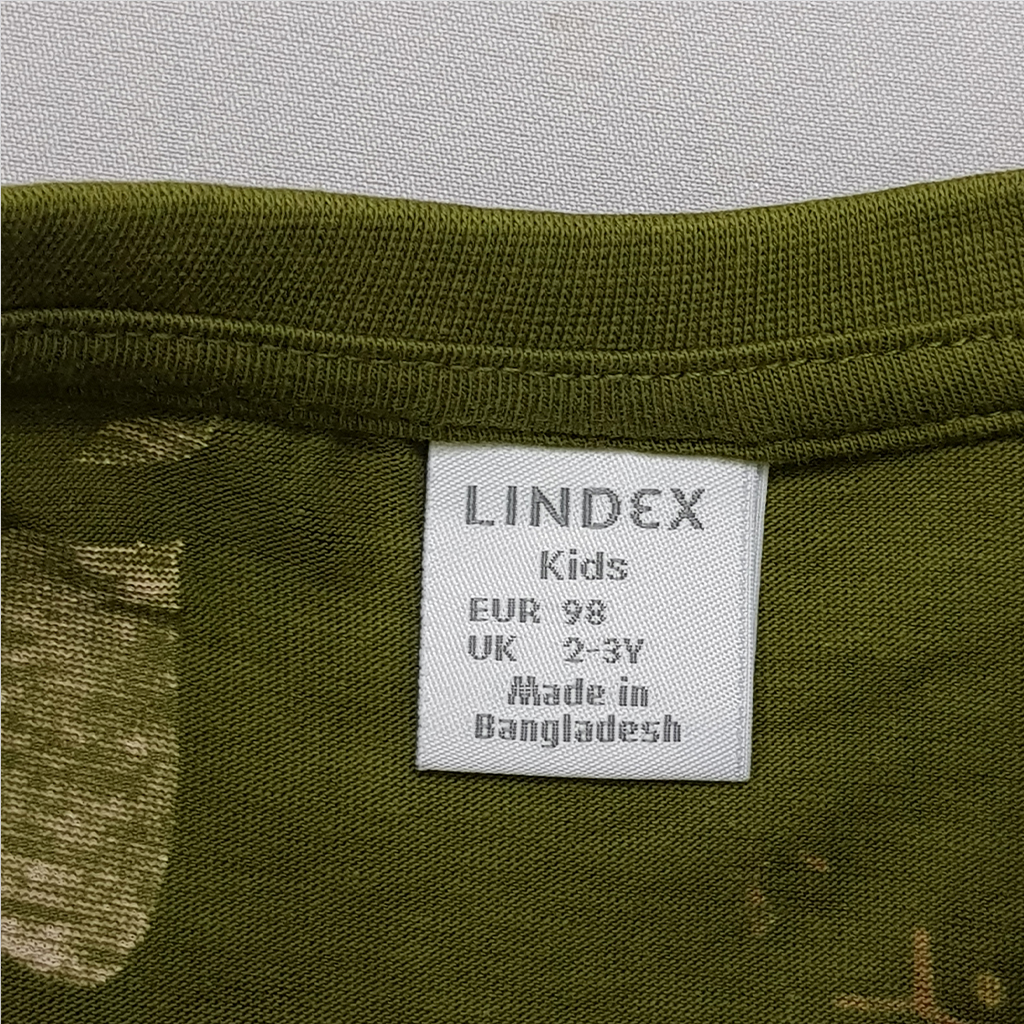 LINDEX
Kids
EUR 98
UK 2-3Y
Made in
Bangladesh